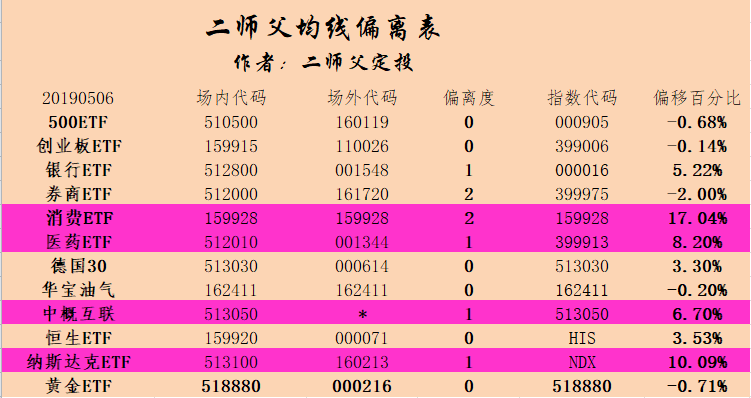 二师父均线偏离表
作者：二师父定投
20190506 场内代码 场外代码 偏离度 指数代码 偏移百分比
500ETF 510500 160119 0 000905 -0.68%
创业板ETF 159915 110026 0 399006 -0.14%
银行ETF 512800 001548 1 000016 5.22%
券商ETF 512000 161720 2 399975 -2.00%
消费ETF 159928 159928 2 159928 17.04%
医药ETF 512010 001344 1 399913 8.20%
德国30 513030 000614 0 513030 3.30%
华宝油气 162411 162411 0 162411 -0.20%
中概互联 513050 * 1 513050 6.70%
恒生ETF 159920 000071 0 HIS 3.53%
纳斯达克ETF 513100 160213 1 NDX 10.09%
黄金ETF 518880 000216 0 518880 -0.71%